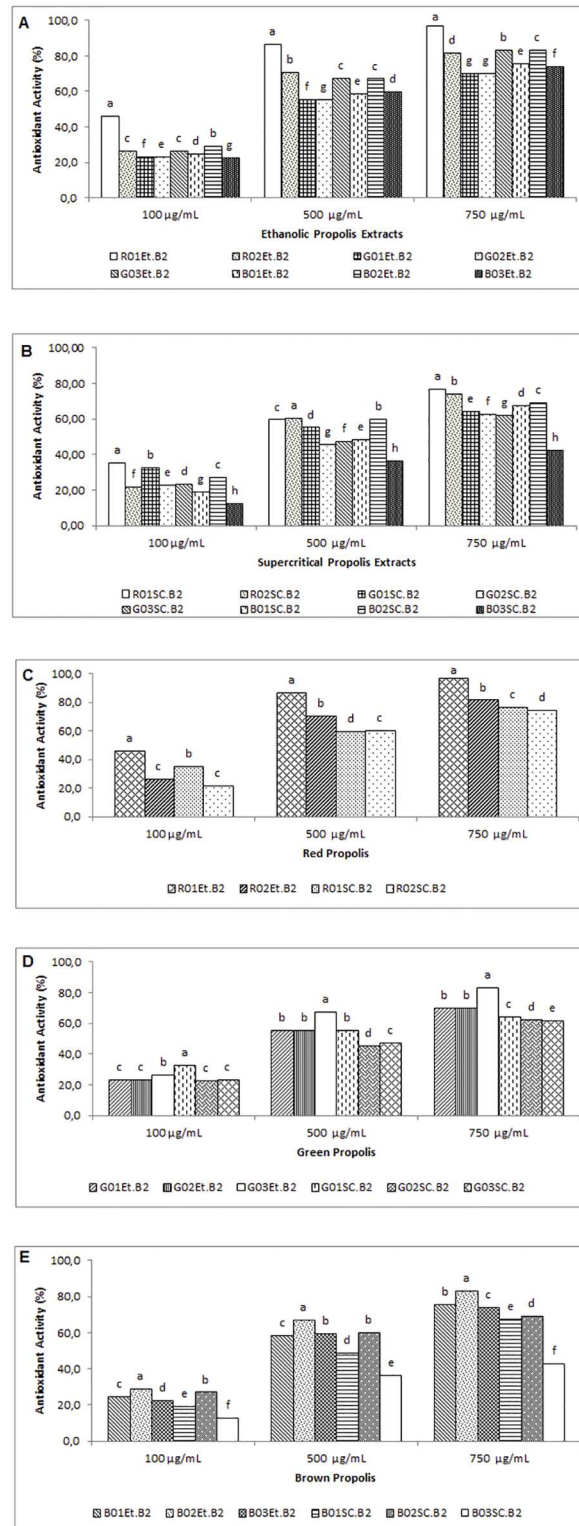 A
100,0
a
a
a
b
d
g
g
b
e
b
f
80,0
b
f
g
c
e
c
d
60,0
a
40,0
c
f
e
c
d
b
g
20,0
0,0
Antioxidant Activity (%)
100 µg/mL 500 µg/mL 750 µg/mL
Ethanolic Propolis Extracts
R01Et.B2 R02Et.B2 G01Et.B2 G02Et.B2
G03Et.B2 B01Et.B2 B02Et.B2 B03Et.B2
B
100,00
80,00
60,00
40,00
20,00
0,00
Antioxidant Activity (%)
a f b e d g c h
c a d g f e b h
a b e f g d c h
100 µg/mL 500 µg/mL 750 µg/mL
Supercritical Propolis Extracts
R01SC.B2 R02SC.B2 G01SC.B2 G02SC.B2
G03SC.B2 B01SC.B2 B02SC.B2 B03SC.B2
C
100,0
80,0
60,0
40,0
20,0
0,0
Antioxidant Activity (%)
a c b c
a b d c
a b c d
100 µg/mL 500 µg/mL 750 µg/mL
Red Propolis
R01Et.B2 R02Et.B2 R01SC.B2 R02SC.B2
D
100,0
80,0
60,0
40,0
20,0
0,0
Antioxidant Activity (%)
c c b a c c
b b a b d c
b b a c d e
100 µg/mL 500 µg/mL 750 µg/mL
Green Propolis
G01Et.B2 G02Et.B2 G03Et.B2 G01SC.B2 G02SC.B2 G03SC.B2
E
100,0
80,0
60,0
40,0
20,0
0,0
Antioxidant Activity (%)
c a d e b f
c a b d b e
b a c e d f
100 µg/mL 500 µg/mL 750 µg/mL
Brown Propolis
B01Et.B2 B02Et.B2 B03Et.B2 B01SC.B2 B02SC.B2 B03SC.B2